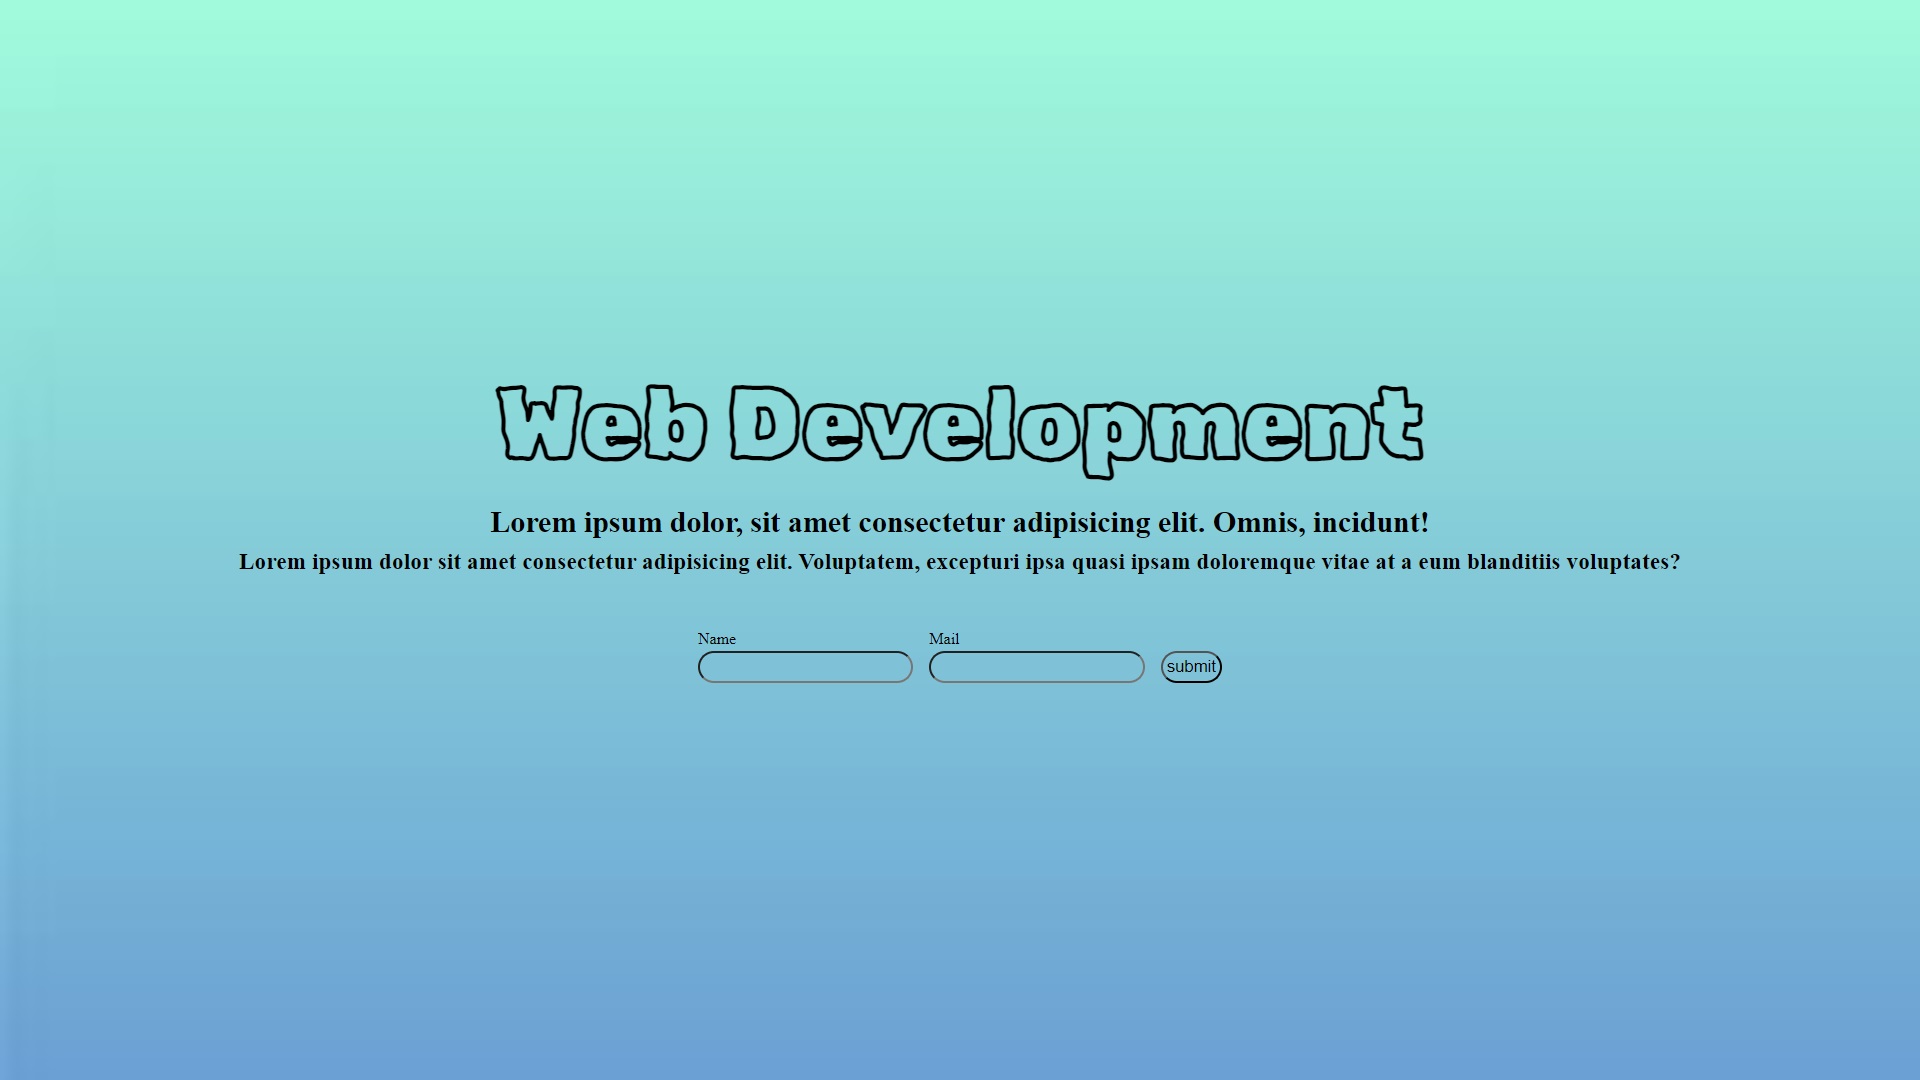 Web Development
Lorem ipsum dolor, sit amet consectetur adipisicing elit. Omnis, incidunt!
Lorem ipsum dolor sit amet consectetur adipisicing elit. Voluptatem, excepturi ipsa quasi ipsam doloremque vitae at a eum blanditiis voluptates?
Name Mail
submit